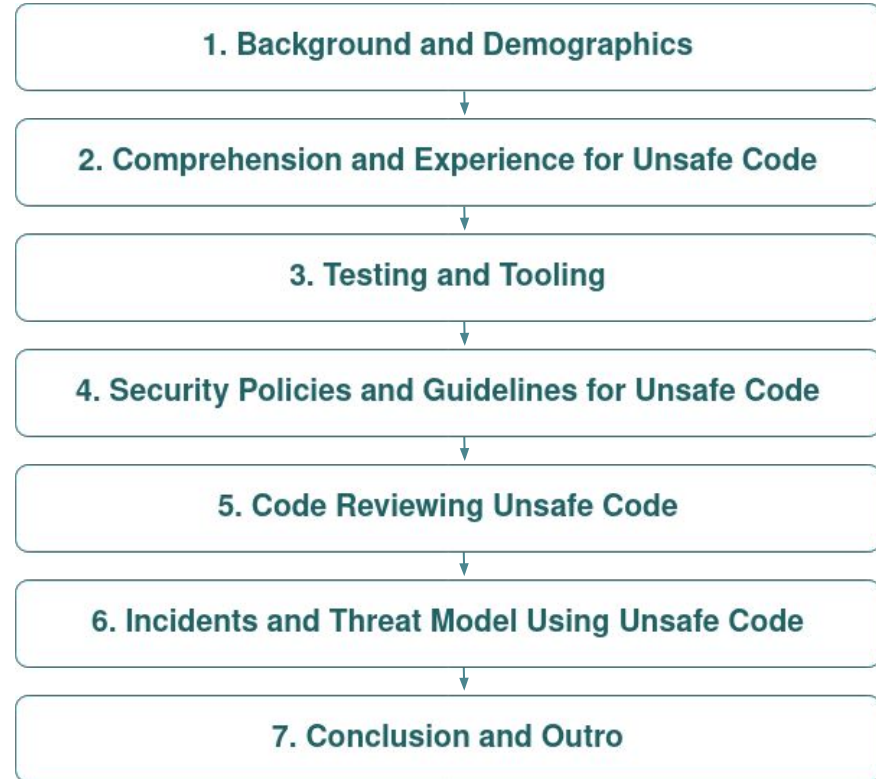 1. Background and Demographics
2. Comprehension and Experience for Unsafe Code
3. Testing and Tooling
4. Security Policies and Guidelines for Unsafe Code
5. Code Reviewing Unsafe Code
6. Incidents and Threat Model Using Unsafe Code
7. Conclusion and Outro